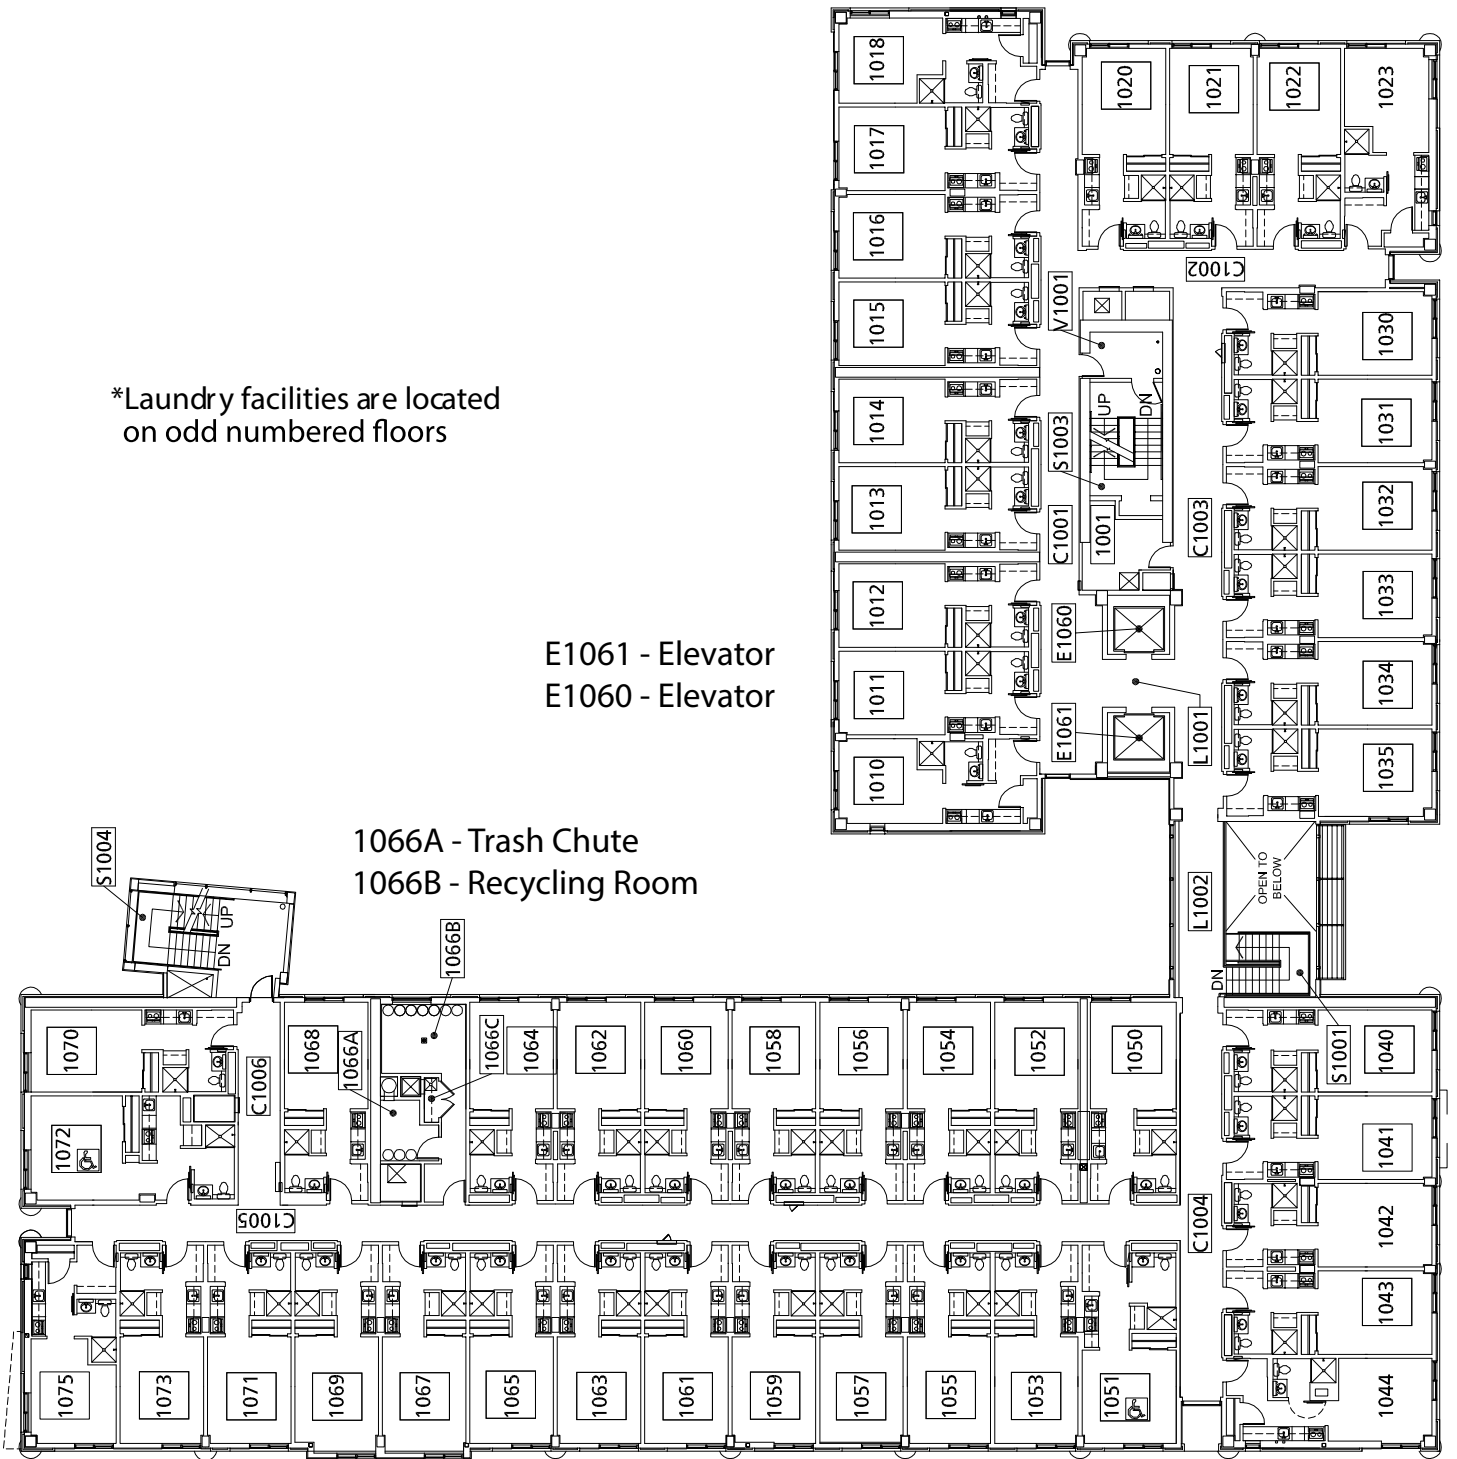 1018
1020
1021
1022
1023
1017
1016
C1002
1015
V1001
1030
*Laundry facilities are located
on odd numbered floors
1014
UP
DN
S1003
1031
1013
C1001
1001
C1003
1032
1012
E1060
1033
E1061 - Elevator
E1060 - Elevator
1011
E1061
L1001
1034
1010
1035
1066A - Trash Chute
1066B - Recycling Room
S1004
UP
DN
OPEN TO
BELOW
L1002
DN
1066B
S1001
1070
C1006
1068
1066A
1066C
1064
1062
1060
1058
1056
1054
1052
1050
1040
1072
1041
C1005
C1004
1042
1043
1075
1073
1071
1069
1067
1065
1063
1061
1059
1057
1055
1053
1051
1044